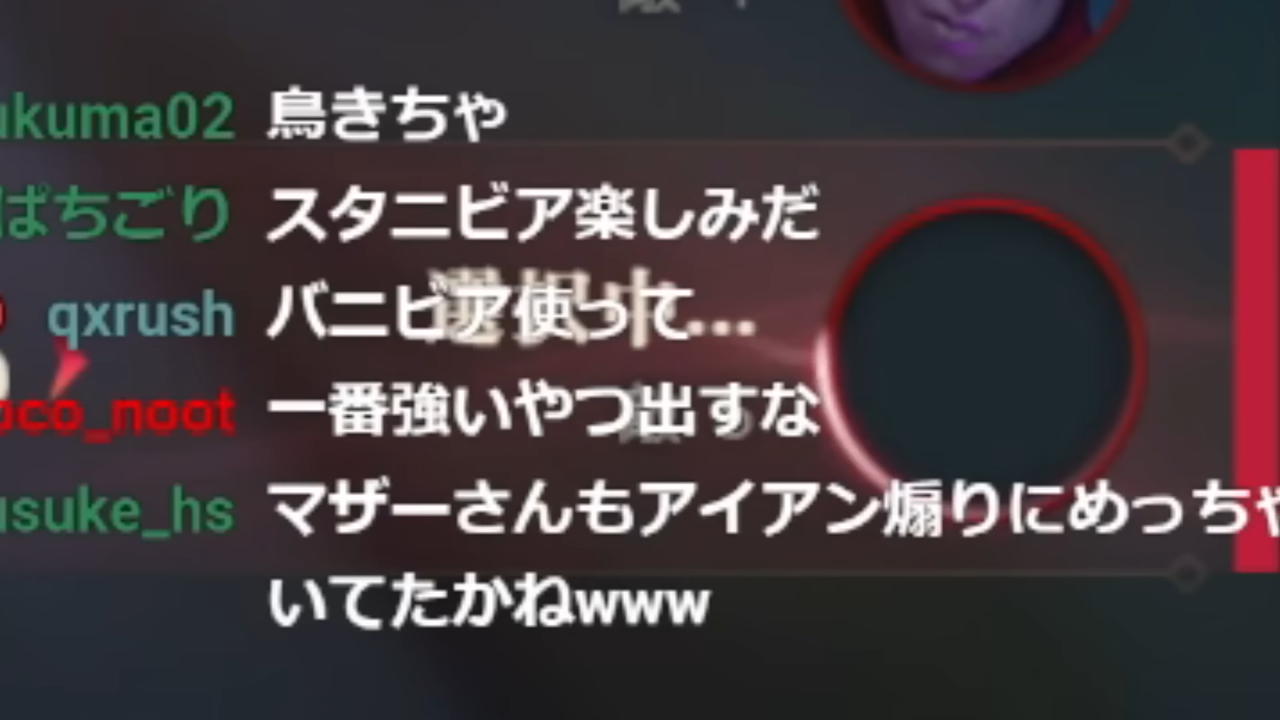 ukuma02 鳥きちゃ
ぱちごり スタニビア楽しみだ
qxrush バニビア使って...
選択中
oco_noot 一番強いやつ出すな
usuke_hs マザーさんもアイアン煽りにめっちゃ
いてたかねwww